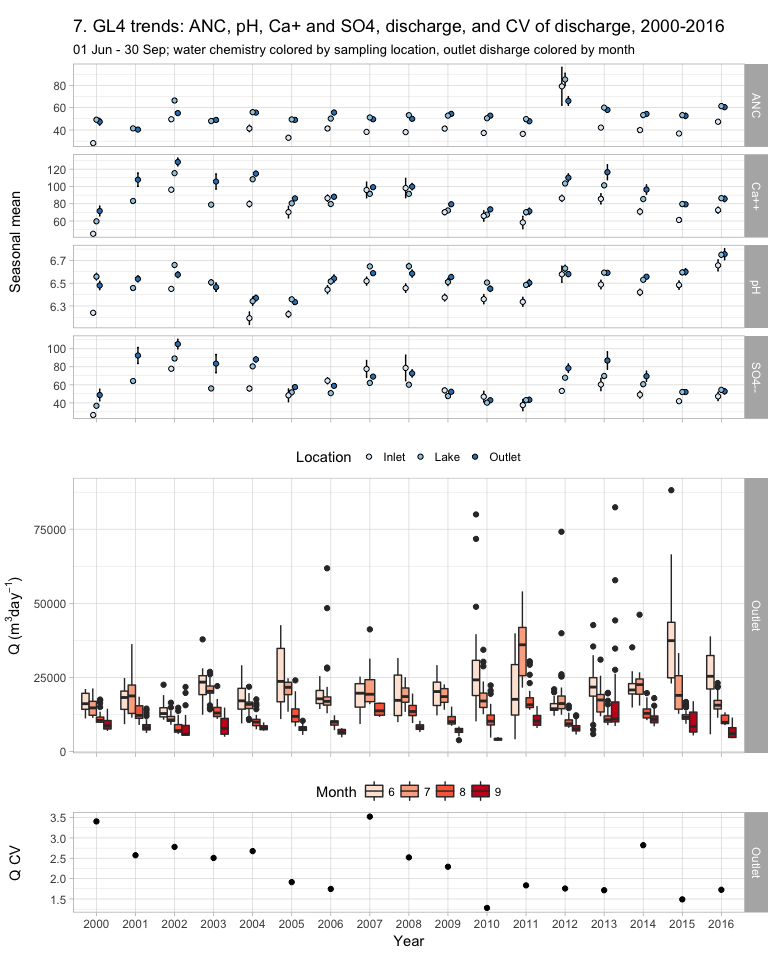 7. GL4 trends: ANC, pH, Ca+ and SO4, discharge, and CV of discharge, 2000-2016
01 Jun - 30 Sep; water chemistry colored by sampling location, outlet disharge colored by month
Seasonal mean
80
60
40
ANC
120
100
80
60
Ca++
6.7
6.5
6.3
pH
100
80
60
40
SO4--
Location Inlet Lake Outlet
Q (m³day⁻¹)
75000
50000
25000
0
Outlet
Month 6 7 8 9
Q CV
3.5
3.0
2.5
2.0
1.5
Outlet
2000 2001 2002 2003 2004 2005 2006 2007 2008 2009 2010 2011 2012 2013 2014 2015 2016
Year